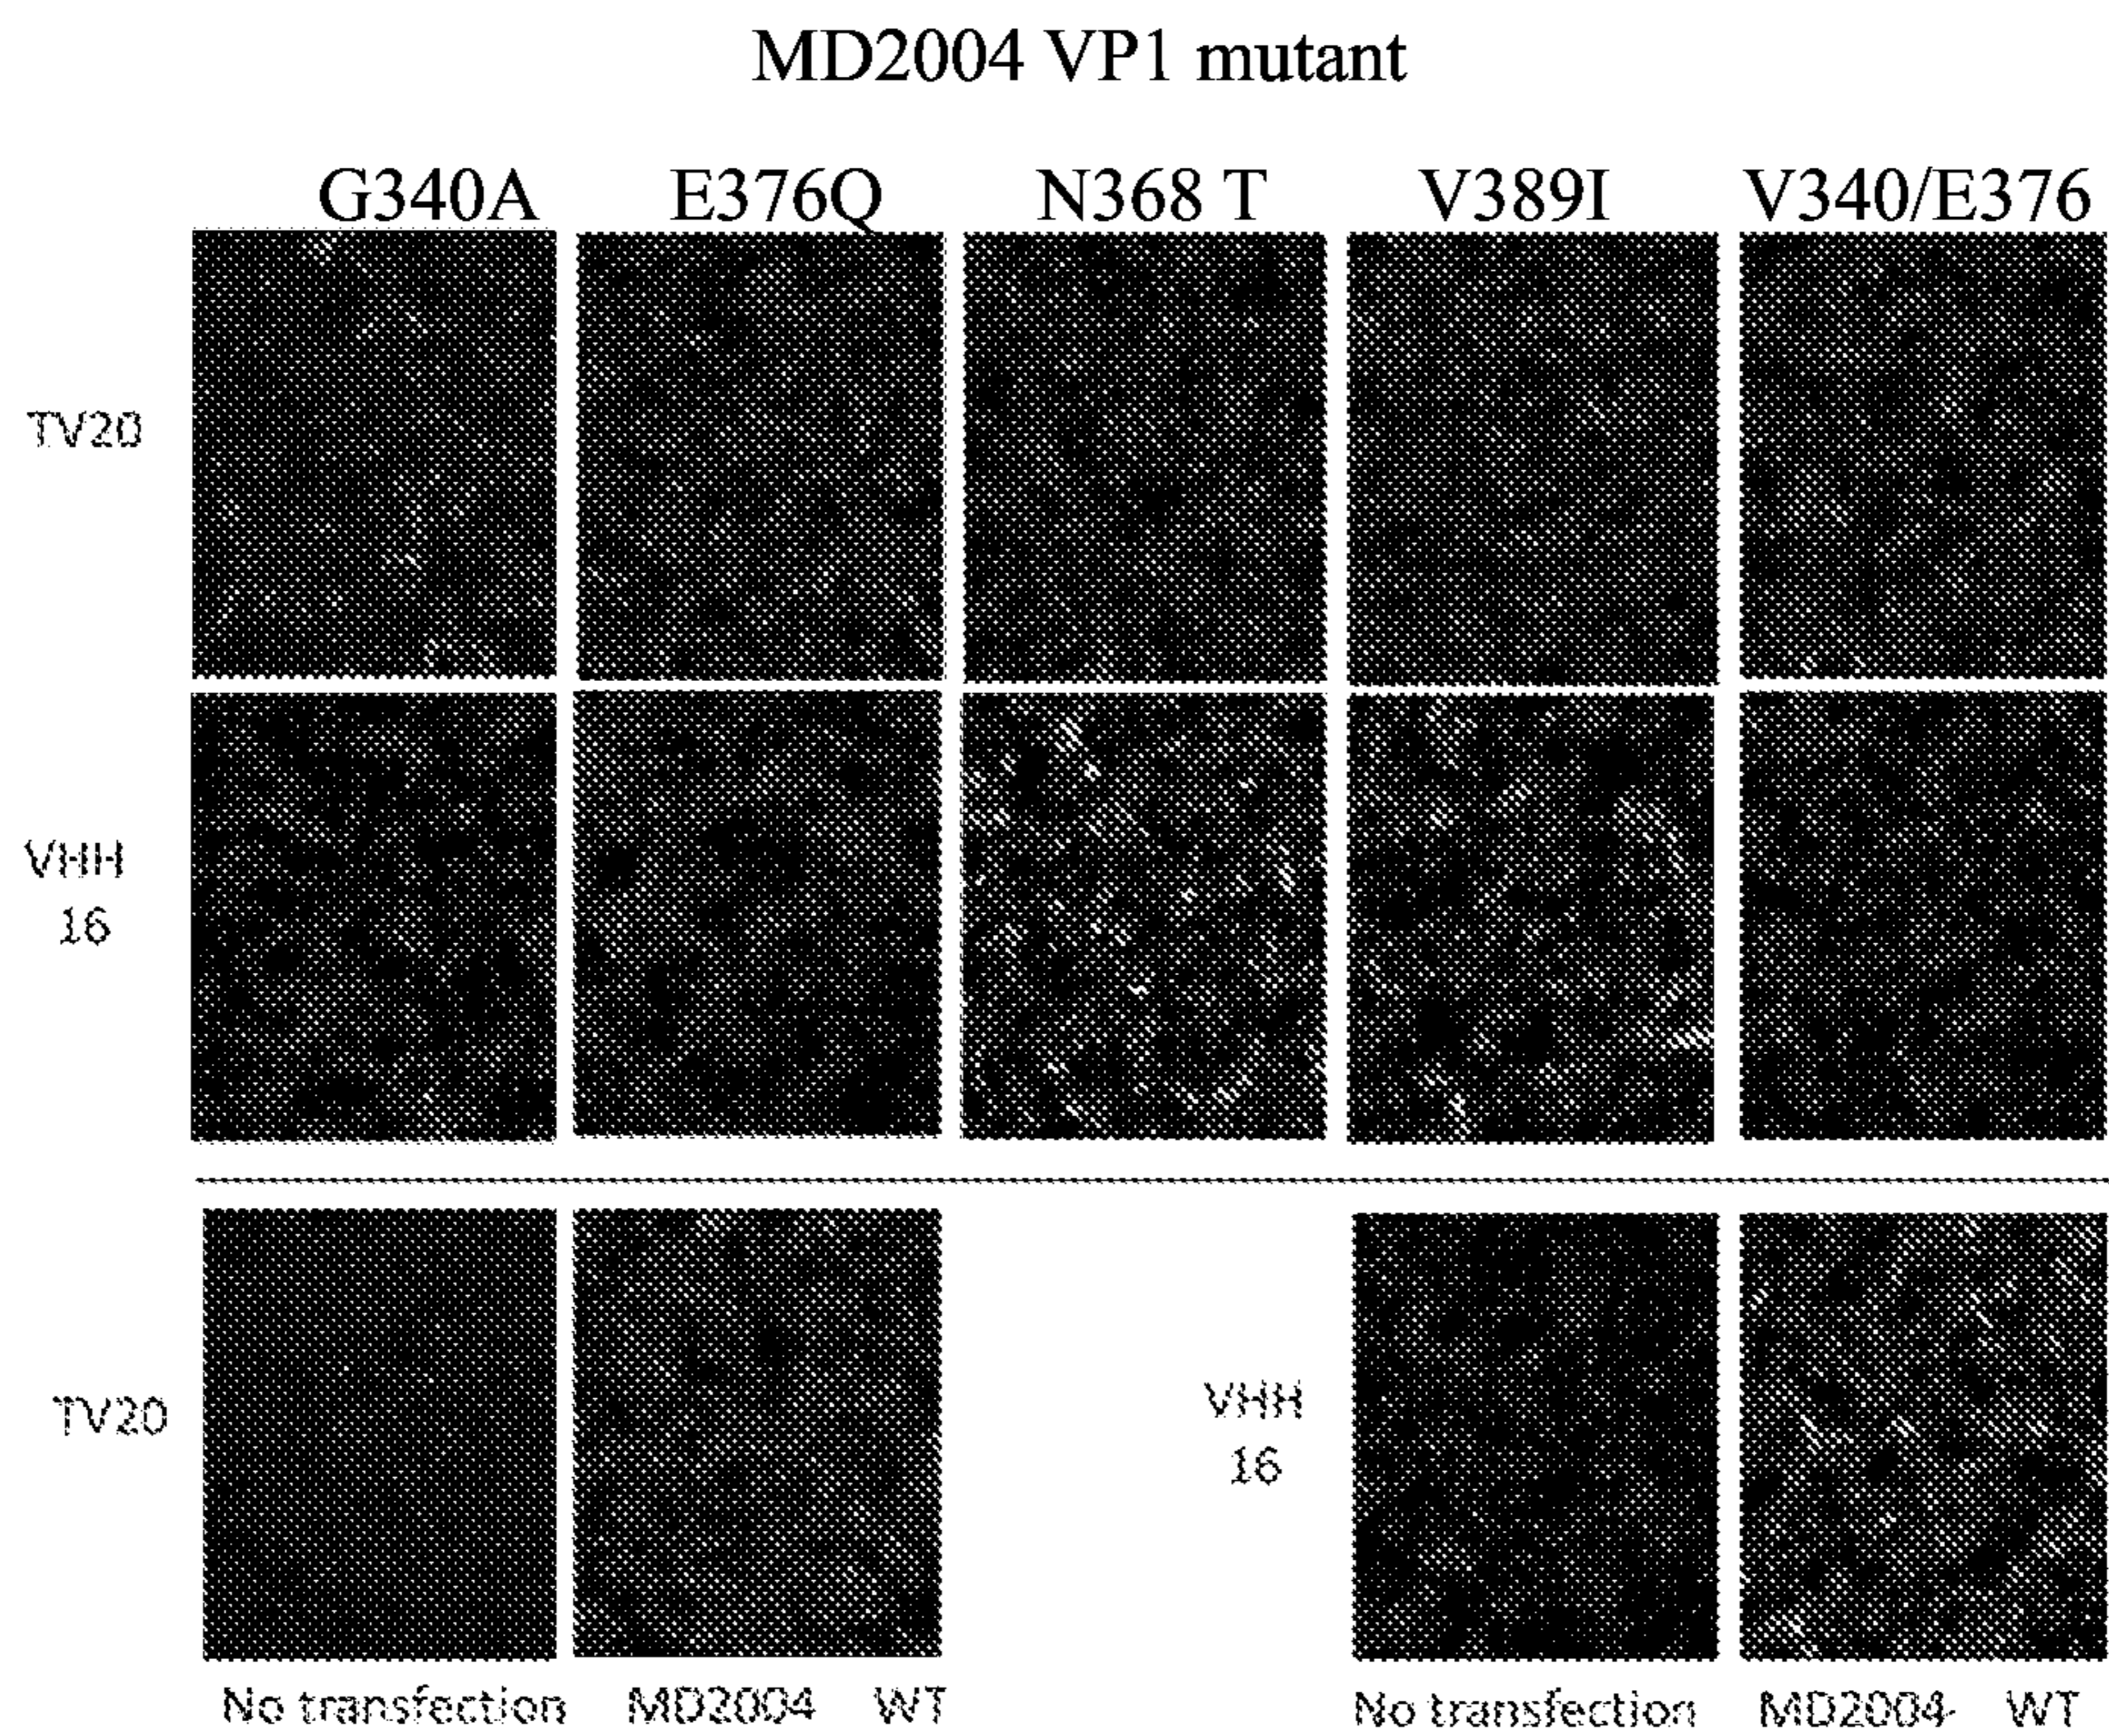 MD2004 VP1 mutant
G340A E376Q N368 T V389I V340/E376
TV20
VHH
16
TV20
VHH
16
No transfection MD2004 WT No transfection MD2004- WT